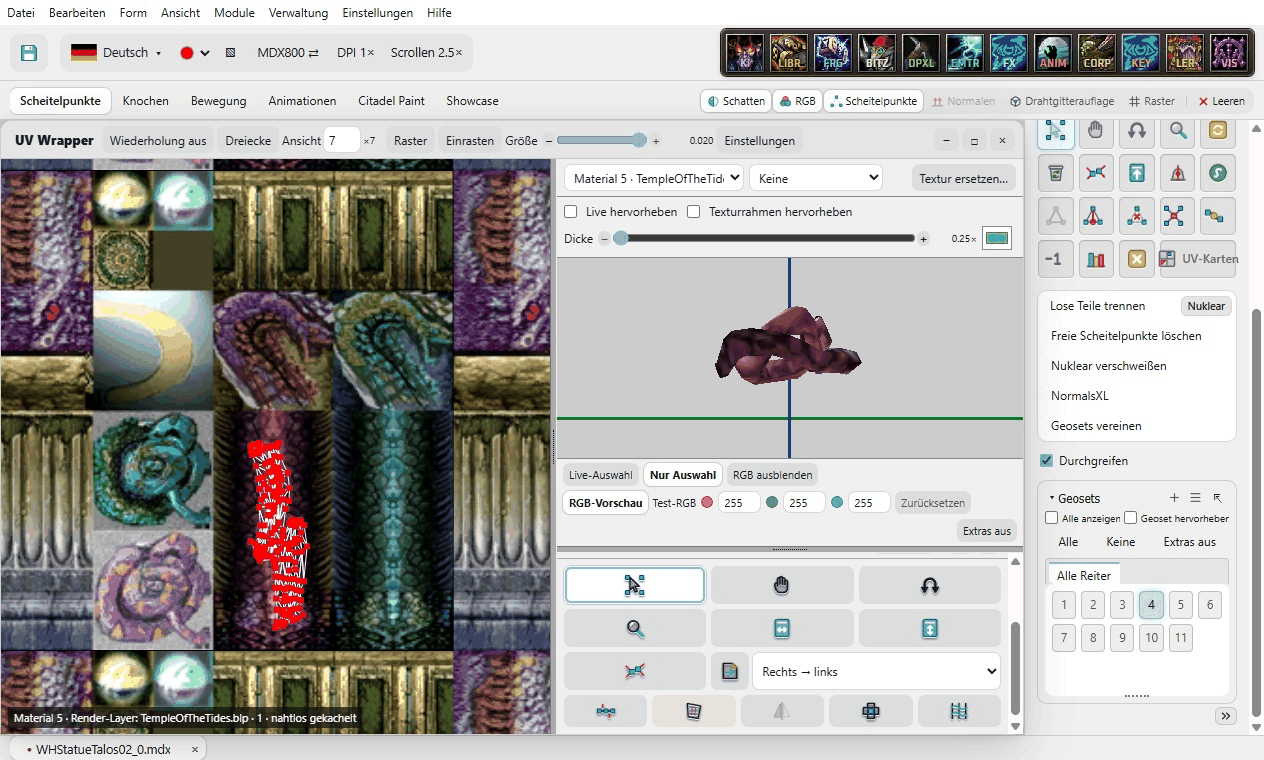 Datei Bearbeiten Form Ansicht Module Verwaltung Einstellungen Hilfe
Deutsch MDX800 ⇄ DPI 1× Scrollen 2.5×
KI LIBR FRG BITZ OPXL EMTR FX ANIM CORP KEY LER VIS
Scheitelpunkte Knochen Bewegung Animationen Citadel Paint Showcase Schatten RGB Scheitelpunkte Normalen Drahtgitterauflage Raster × Leeren
UV Wrapper Wiederholung aus Dreiecke Ansicht 7 ×7 Raster Einrasten Größe − + 0.020 Einstellungen
Material 5 · TempleOfTheTide Keine Textur ersetzen...
Live hervorheben Texturrahmen hervorheben
Dicke − + 0.25×
−1 UV-Karten
Lose Teile trennen Nuklear
Freie Scheitelpunkte löschen
Nuklear verschweißen
NormalsXL
Geosets vereinen
Durchgreifen
Live-Auswahl Nur Auswahl RGB ausblenden
RGB-Vorschau Test-RGB 255 255 255 Zurücksetzen
Extras aus
Geosets
Alle anzeigen Geoset hervorheber
Alle Keine Extras aus
Alle Reiter
1 2 3 4 5 6
7 8 9 10 11
Rechts → links
Material 5 · Render-Layer: TempleOfTheTides.blp · 1 · nahtlos gekachelt
WHStatueTalos02_0.mdx ×